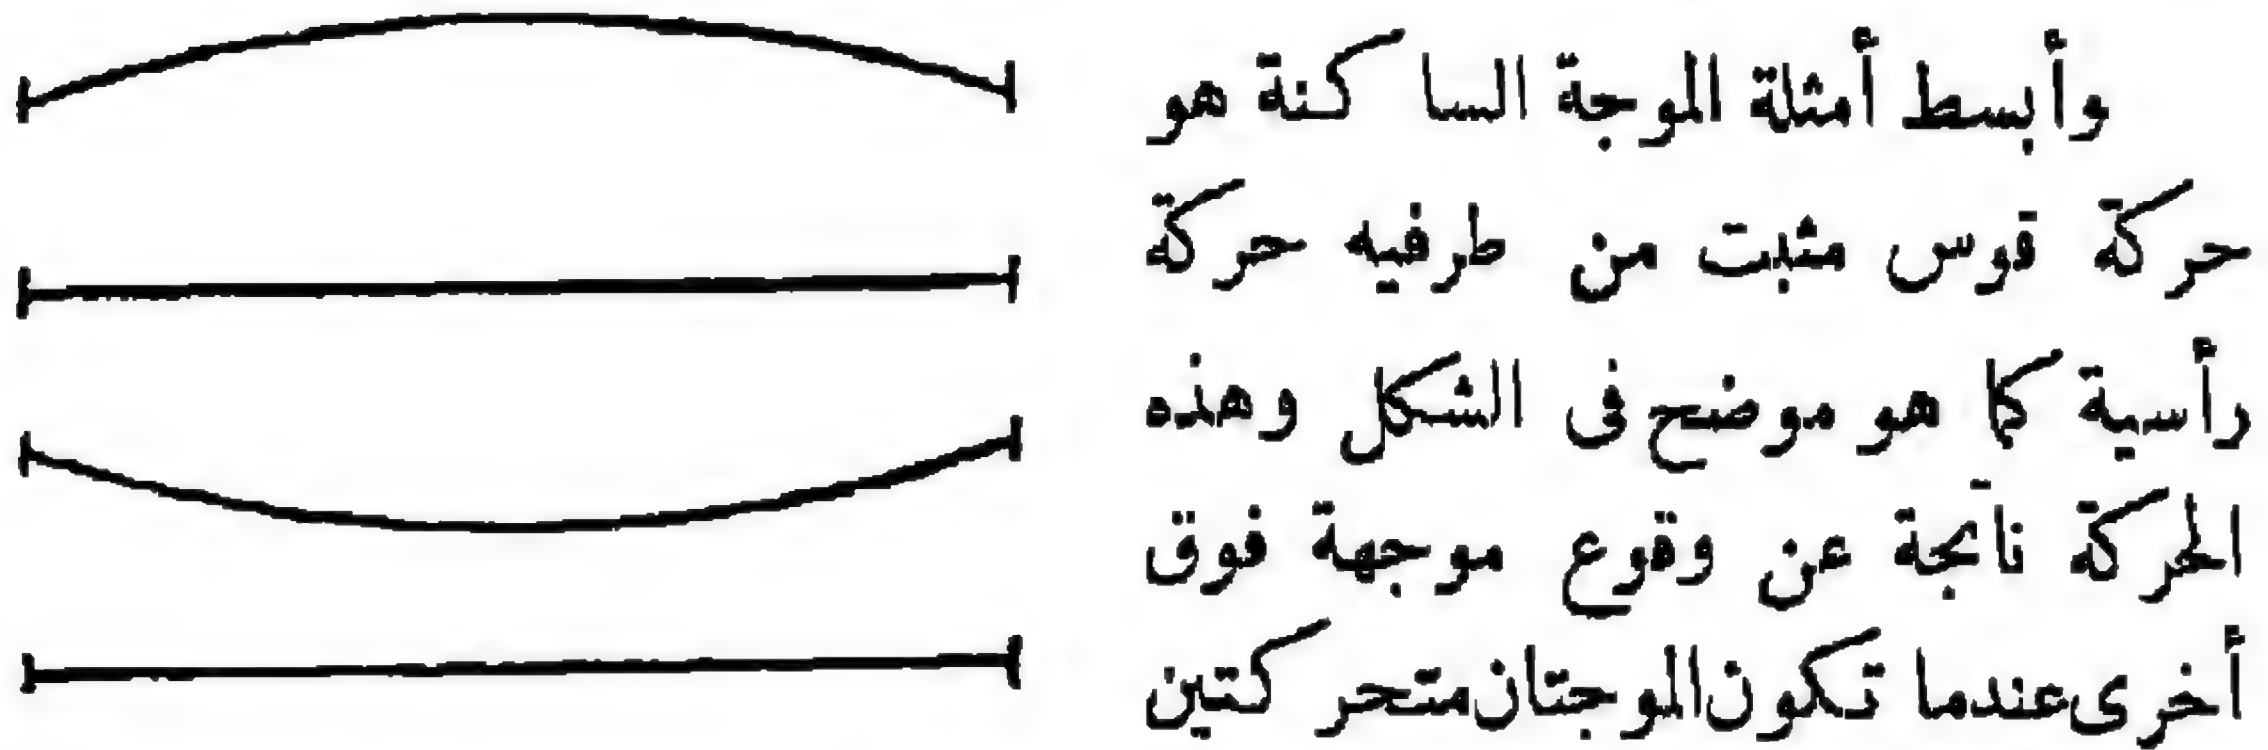 وأبسط أمثلة الموجة الساكنة هو
حركة قوس مثبت من طرفيه حركة
رأسية كما هو موضح فى الشكل وهذه
الحركة ناتجة عن وقوع موجهة فوق
أخرى عندما تكون الموجتان متحركتين